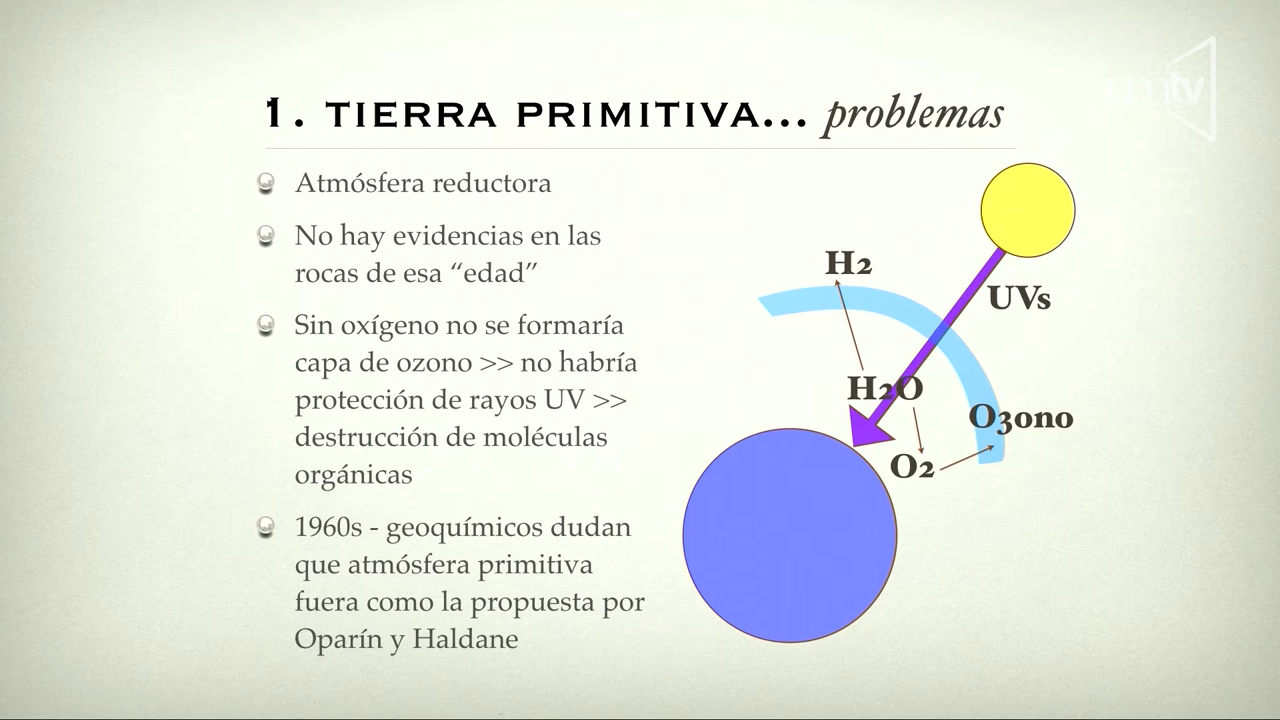 1. TIERRA PRIMITIVA... problemas
Atmósfera reductora
No hay evidencias en las
rocas de esa “edad”
Sin oxígeno no se formaría
capa de ozono >> no habría
protección de rayos UV >>
destrucción de moléculas
orgánicas
1960s - geoquímicos dudan
que atmósfera primitiva
fuera como la propuesta por
Oparín y Haldane
H2
UVs
H2O
O3ono
O2